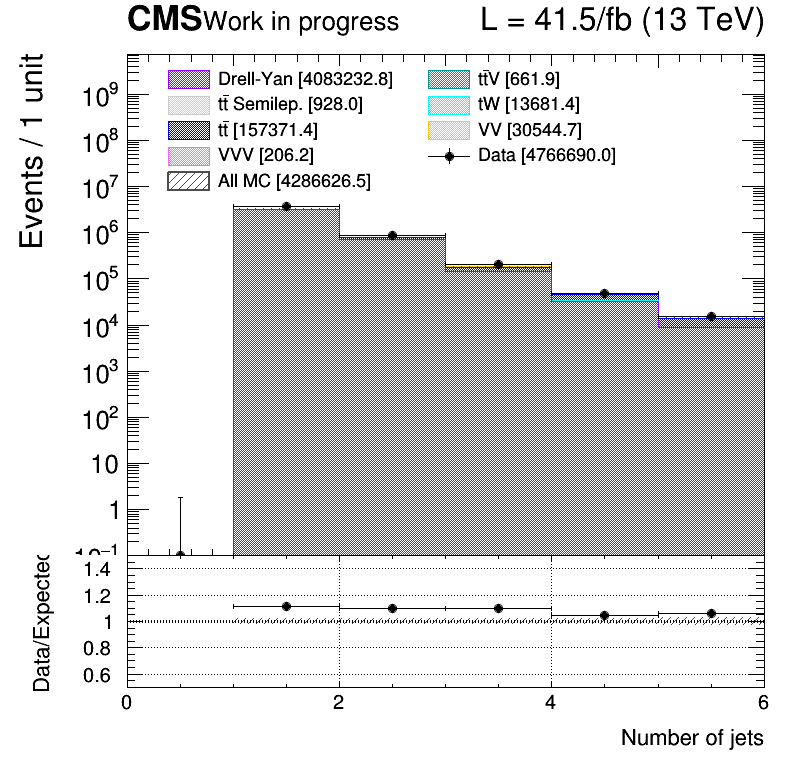 CMS Work in progress L = 41.5/fb (13 TeV)
Events / 1 unit
Drell-Yan [4083232.8]
tt̄ Semilep. [928.0]
tt̄ [157371.4]
VVV [206.2]
All MC [4286626.5]
tt̄V [661.9]
tW [13681.4]
VV [30544.7]
Data [4766690.0]
10⁹
10⁸
10⁷
10⁶
10⁵
10⁴
10³
10²
10
1
10⁻¹
Data/Expected
1.4
1.2
1
0.8
0.6
0 2 4 6
Number of jets